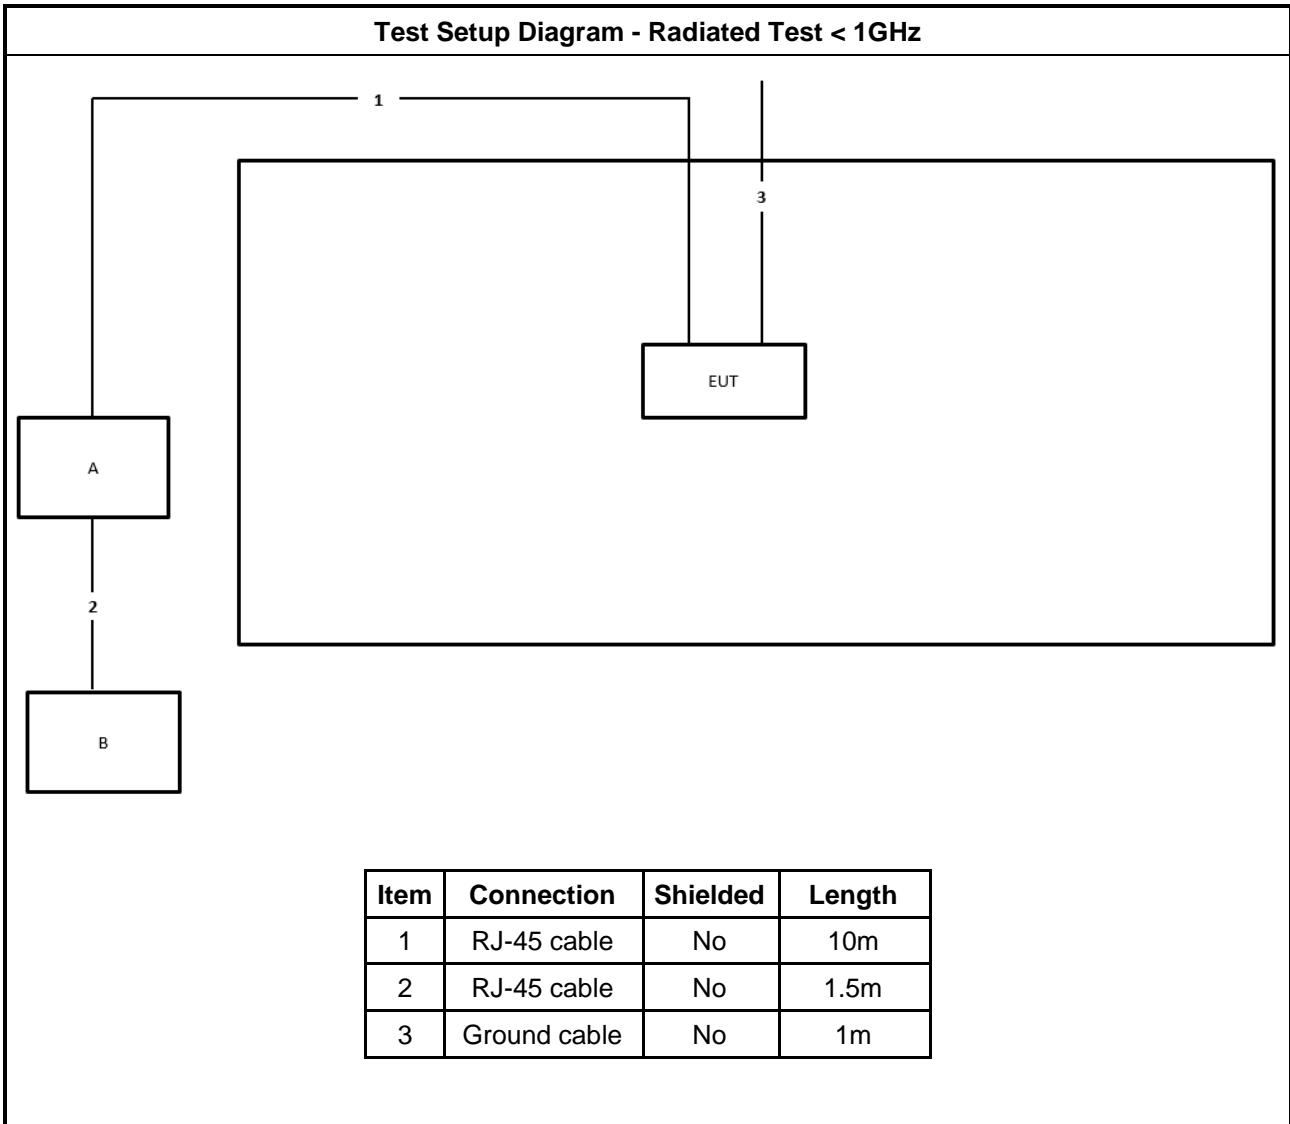 Test Setup Diagram - Radiated Test < 1GHz
1
3
EUT
A
2
B
Item Connection Shielded Length
1 RJ-45 cable No 10m
2 RJ-45 cable No 1.5m
3 Ground cable No 1m